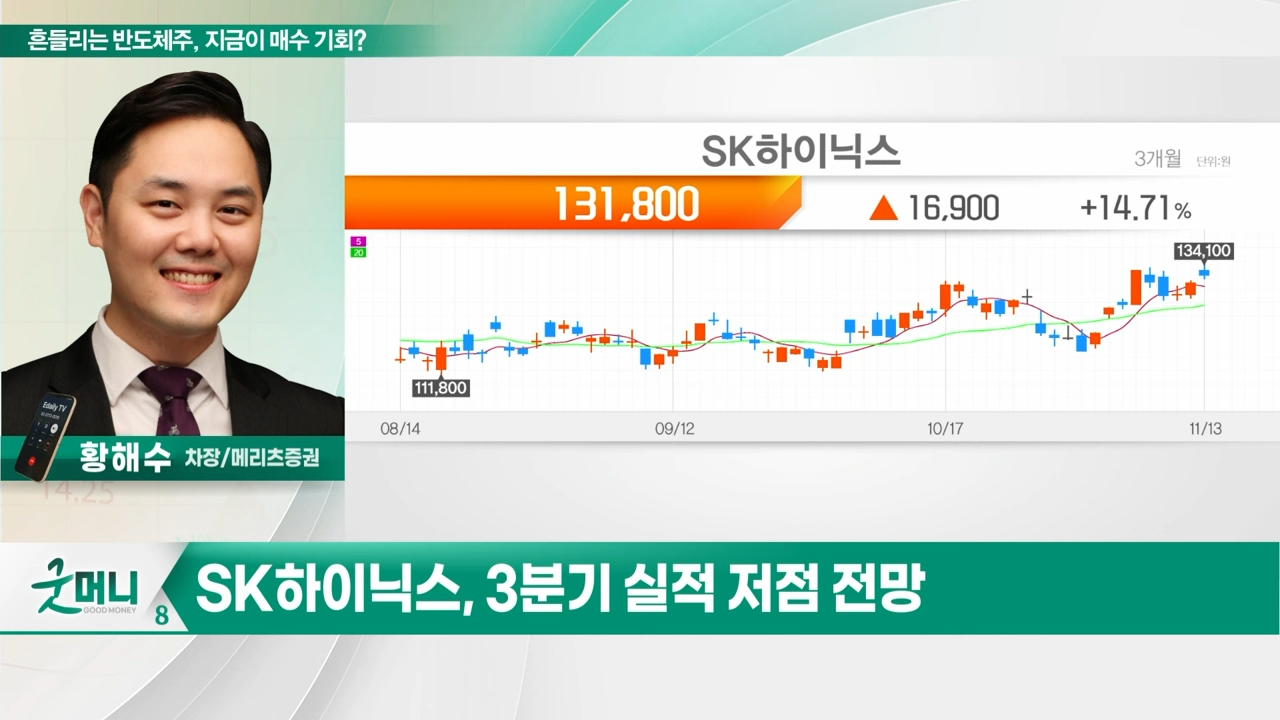 흔들리는 반도체주, 지금이 매수 기회?
SK하이닉스
3개월 단위:원
131,800 ▲ 16,900 +14.71%
5
20
134,100
111,800
08/14 09/12 10/17 11/13
Edaily TV
황해수 차장/메리츠증권
14.25
굿머니
GOOD MONEY
8
SK하이닉스, 3분기 실적 저점 전망